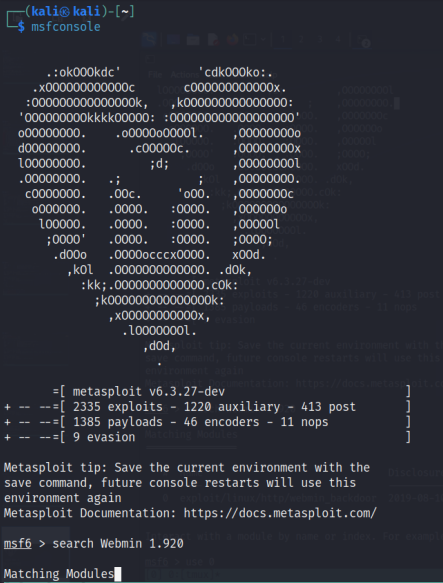 ┌──(kali㉿kali)-[~]
└─$ msfconsole
.:okOOOkdc' 'cdkOOOko:.
.xOOOOOOOOOOOOc cOOOOOOOOOOOOx.
:OOOOOOOOOOOOOOOk, ,kOOOOOOOOOOOOOOO:
'OOOOOOOOOkkkkOOOOO: :OOOOOOOOOOOOOOOOOO'
oOOOOOOOO. .oOOOOoOOOOl. ,OOOOOOOOo
dOOOOOOOO. .cOOOOOc. ,OOOOOOOOx
lOOOOOOOO. ;d; ,OOOOOOOOl
.OOOOOOOO. .; ; ,OOOOOOOO.
cOOOOOOO. .OOc. 'oOO. ,OOOOOOOc
oOOOOOO. .OOOO. :OOOO. ,OOOOOOo
lOOOOO. .OOOO. :OOOO. ,OOOOOl
;OOOO' .OOOO. :OOOO. ;OOOO;
.dOOo .OOOOocccxOOOO. xOOd.
,kOl .OOOOOOOOOOOOO. .dOk,
:kk;.OOOOOOOOOOOOO.cOk:
;kOOOOOOOOOOOOOOOk:
,xOOOOOOOOOOOx,
.lOOOOOOOl.
,dOd,
.
=[ metasploit v6.3.27-dev ]
+ -- --=[ 2335 exploits - 1220 auxiliary - 413 post ]
+ -- --=[ 1385 payloads - 46 encoders - 11 nops ]
+ -- --=[ 9 evasion ]
Metasploit tip: Save the current environment with the
save command, future console restarts will use this
environment again
Metasploit Documentation: https://docs.metasploit.com/
msf6 > search Webmin 1.920
Matching Modules